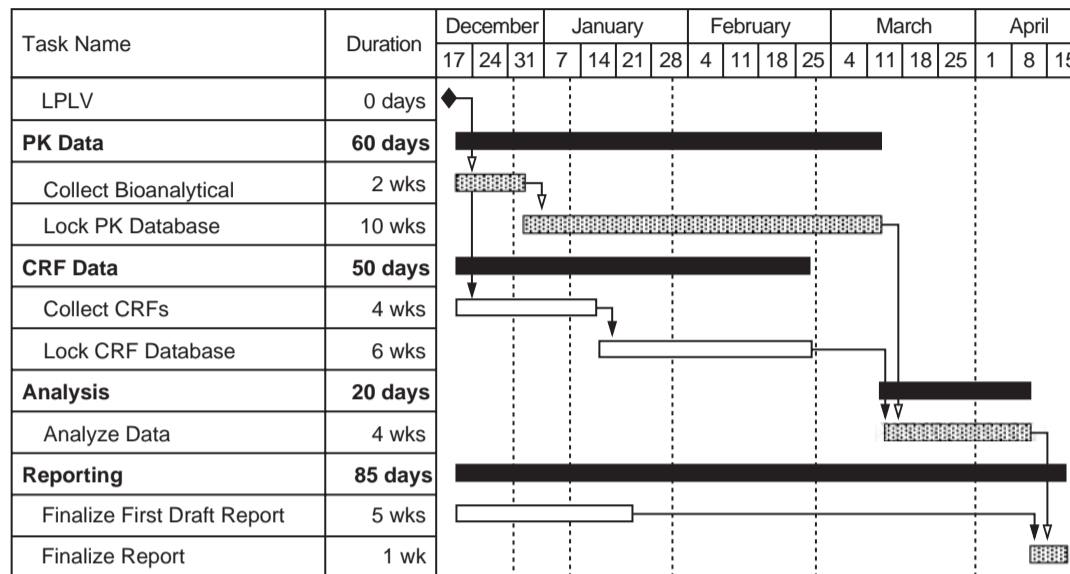 Task Name Duration December January February March April
17 24 31 7 14 21 28 4 11 18 25 4 11 18 25 1 8 15
LPLV 0 days
PK Data 60 days
Collect Bioanalytical 2 wks
Lock PK Database 10 wks
CRF Data 50 days
Collect CRFs 4 wks
Lock CRF Database 6 wks
Analysis 20 days
Analyze Data 4 wks
Reporting 85 days
Finalize First Draft Report 5 wks
Finalize Report 1 wk